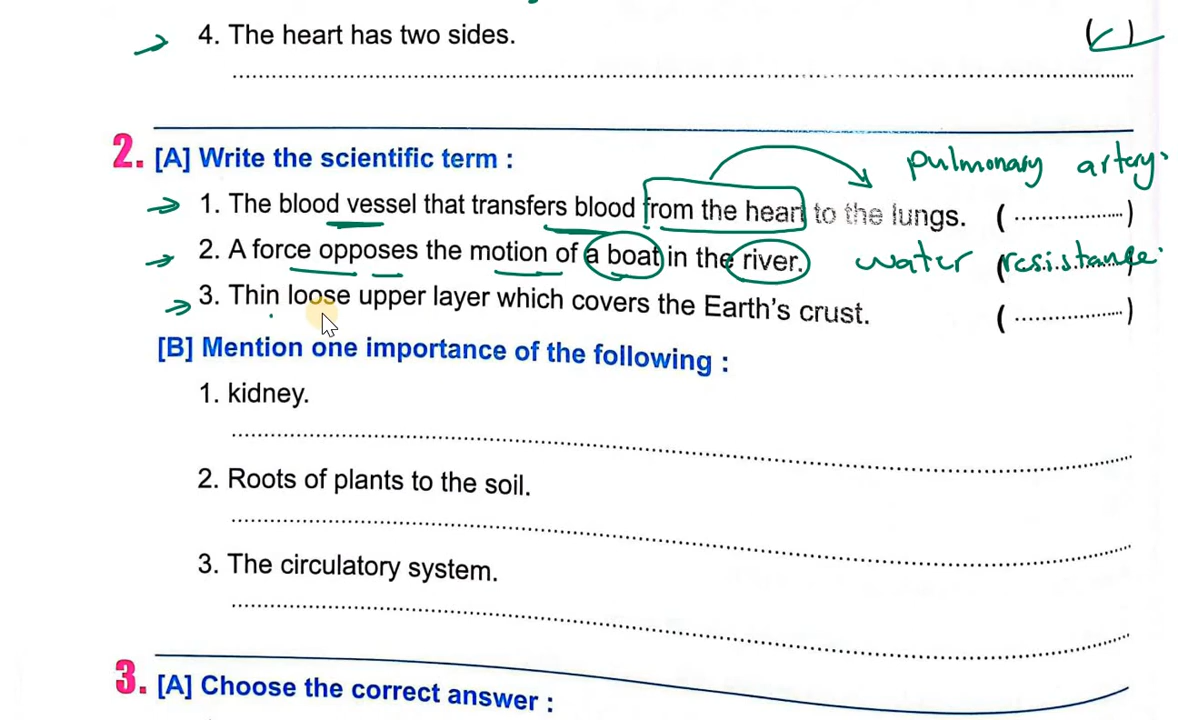 4. The heart has two sides. (✓)
2. [A] Write the scientific term :
pulmonary artery.
1. The blood vessel that transfers blood from the heart to the lungs. (....................)
2. A force opposes the motion of a boat in the river. water (resistance.
3. Thin loose upper layer which covers the Earth's crust. (....................)
[B] Mention one importance of the following :
1. kidney.
2. Roots of plants to the soil.
3. The circulatory system.
3. [A] Choose the correct answer :